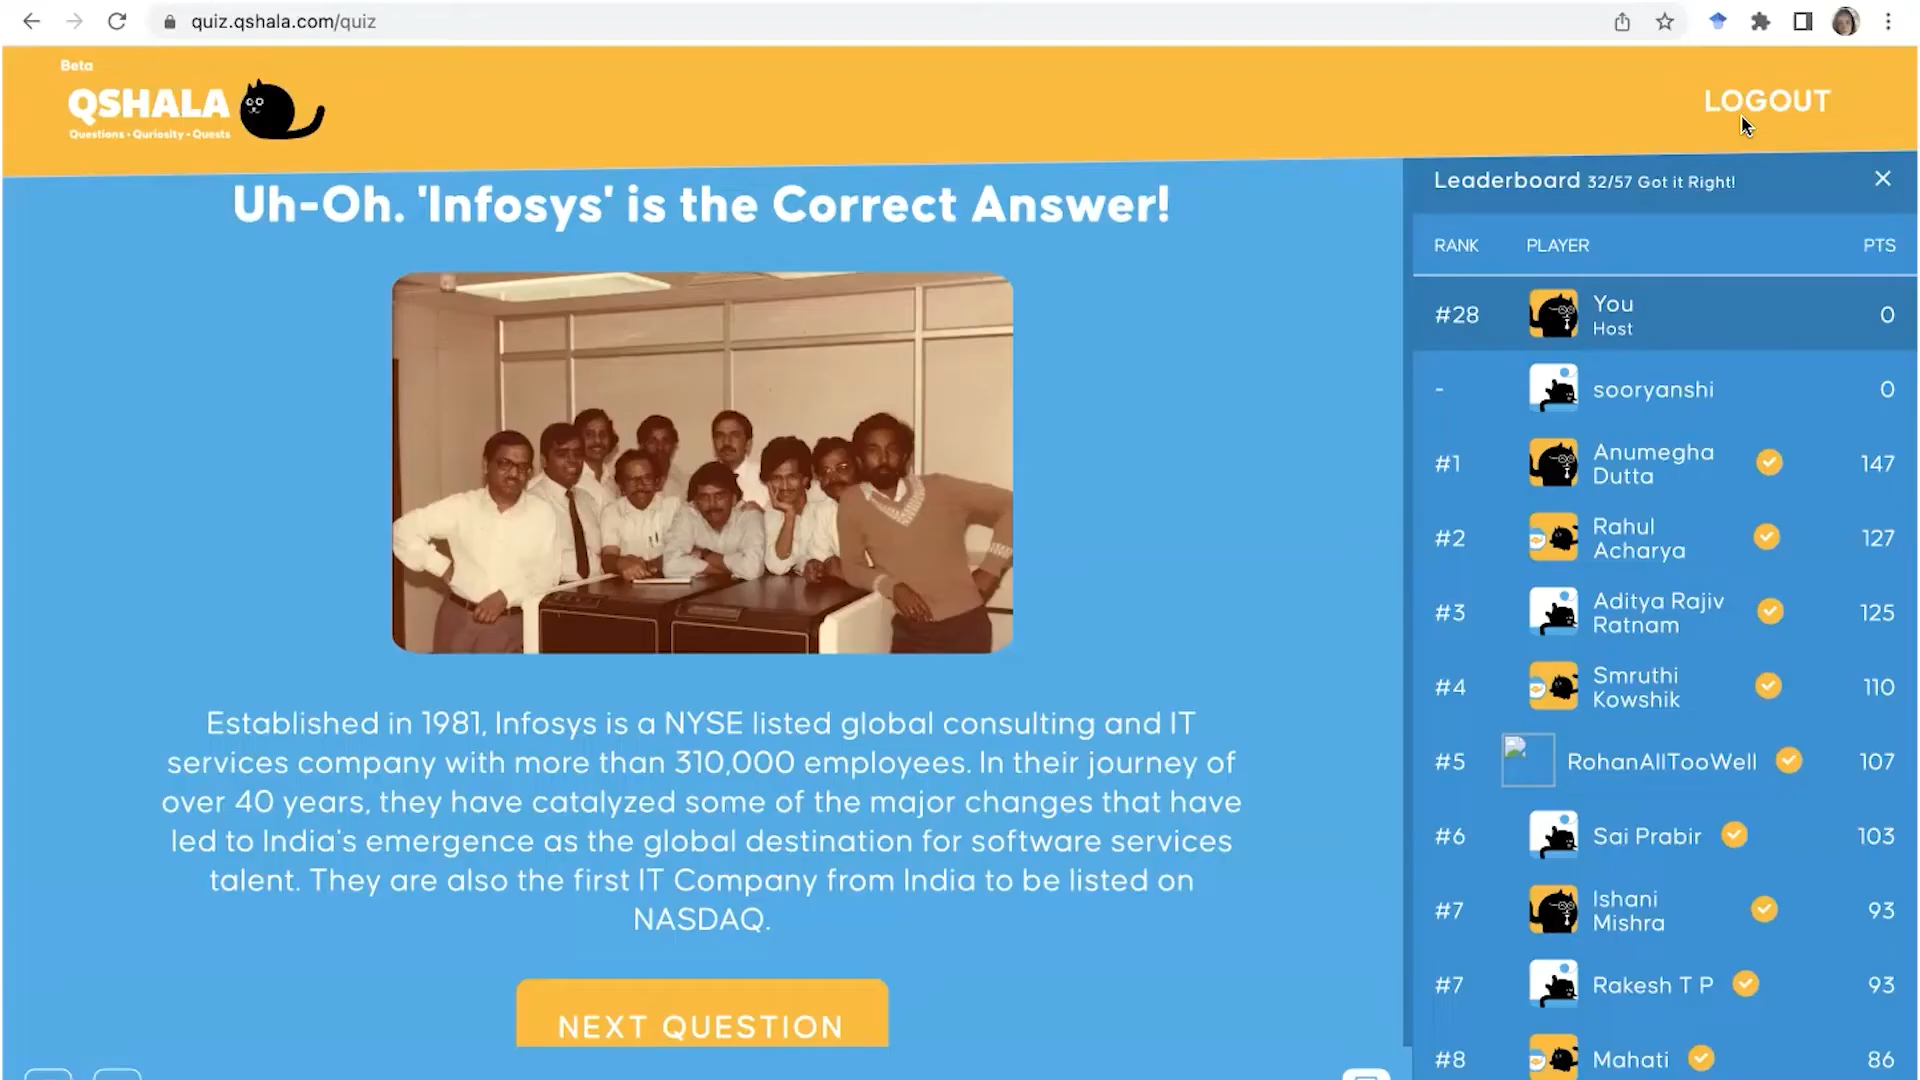 quiz.qshala.com/quiz
Beta
QSHALA
Questions • Quriosity • Quests
LOGOUT
Uh-Oh. 'Infosys' is the Correct Answer!
Established in 1981, Infosys is a NYSE listed global consulting and IT
services company with more than 310,000 employees. In their journey of
over 40 years, they have catalyzed some of the major changes that have
led to India's emergence as the global destination for software services
talent. They are also the first IT Company from India to be listed on
NASDAQ.
NEXT QUESTION
Leaderboard 32/57 Got it Right!
RANK PLAYER PTS
#28 You 0
Host
- sooryanshi 0
#1 Anumegha Dutta 147
#2 Rahul Acharya 127
#3 Aditya Rajiv Ratnam 125
#4 Smruthi Kowshik 110
#5 RohanAllTooWell 107
#6 Sai Prabir 103
#7 Ishani Mishra 93
#7 Rakesh T P 93
#8 Mahati 86